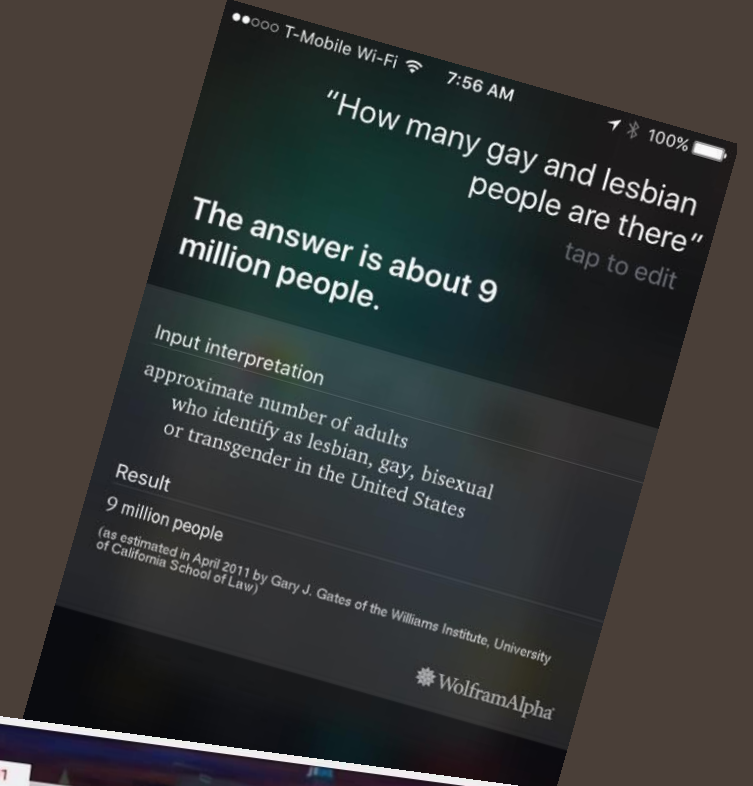 T-Mobile Wi-Fi 7:56 AM 100%
“How many gay and lesbian
people are there”
tap to edit
The answer is about 9
million people.
Input interpretation
approximate number of adults
who identify as lesbian, gay, bisexual
or transgender in the United States
Result
9 million people
(as estimated in April 2011 by Gary J. Gates of the Williams Institute, University
of California School of Law)
WolframAlpha